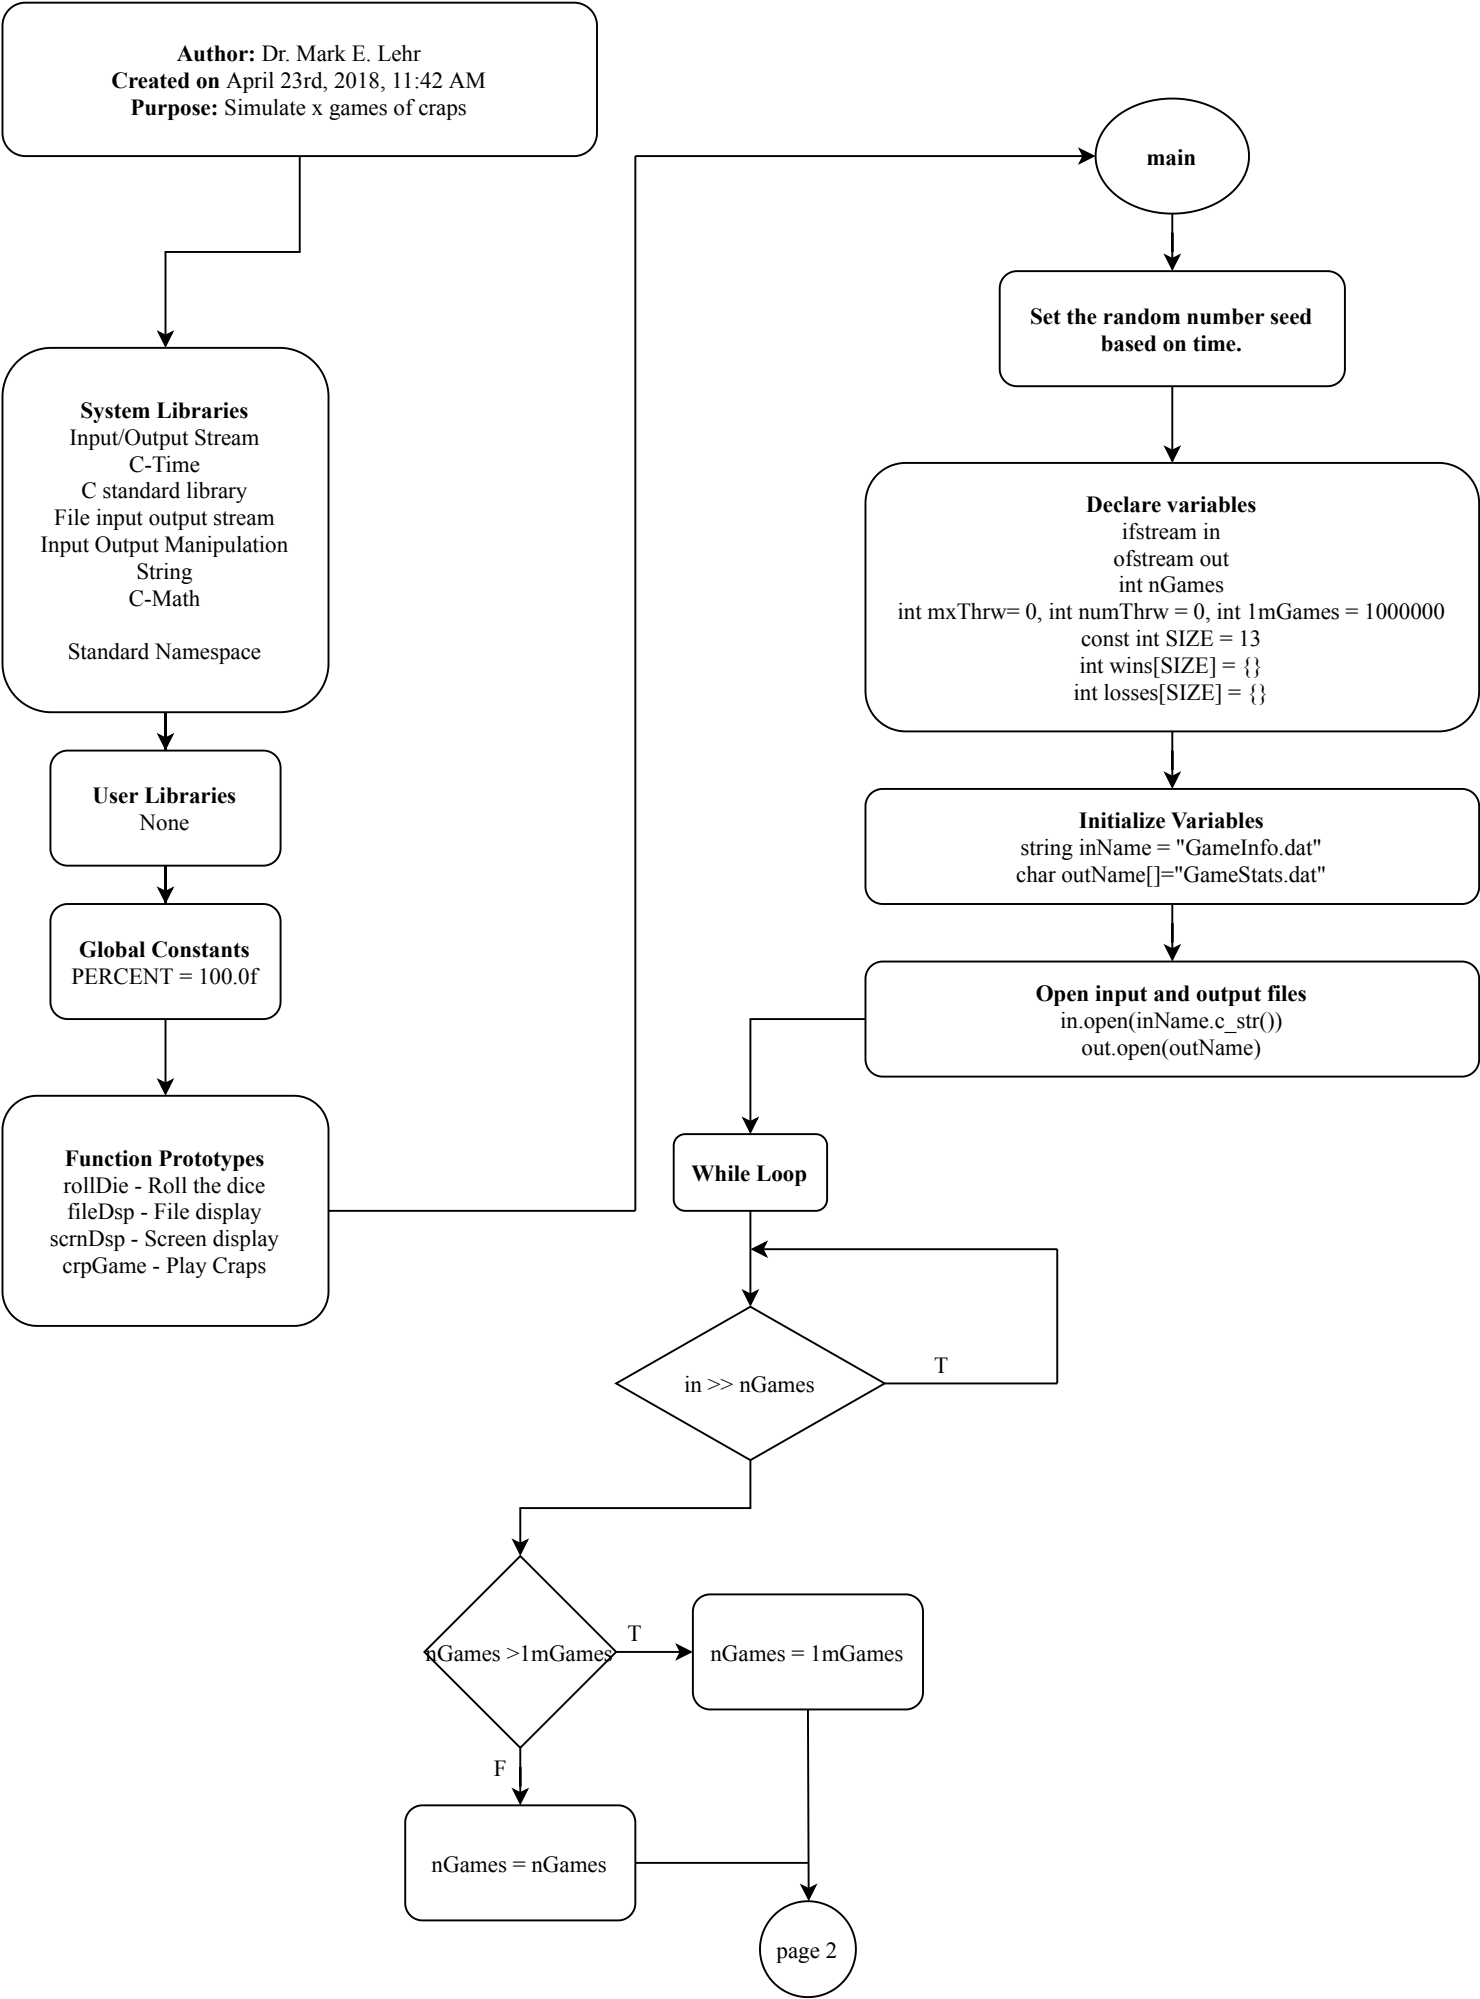 Author: Dr. Mark E. Lehr
Created on April 23rd, 2018, 11:42 AM
Purpose: Simulate x games of craps
System Libraries
Input/Output Stream
C-Time
C standard library
File input output stream
Input Output Manipulation
String
C-Math
Standard Namespace
User Libraries
None
Global Constants
PERCENT = 100.0f
Function Prototypes
rollDie - Roll the dice
fileDsp - File display
scrnDsp - Screen display
crpGame - Play Craps
main
Set the random number seed
based on time.
Declare variables
ifstream in
ofstream out
int nGames
int mxThrw= 0, int numThrw = 0, int 1mGames = 1000000
const int SIZE = 13
int wins[SIZE] = {}
int losses[SIZE] = {}
Initialize Variables
string inName = "GameInfo.dat"
char outName[]="GameStats.dat"
Open input and output files
in.open(inName.c_str())
out.open(outName)
While Loop
in >> nGames
T
nGames >1mGames
T
nGames = 1mGames
F
nGames = nGames
page 2